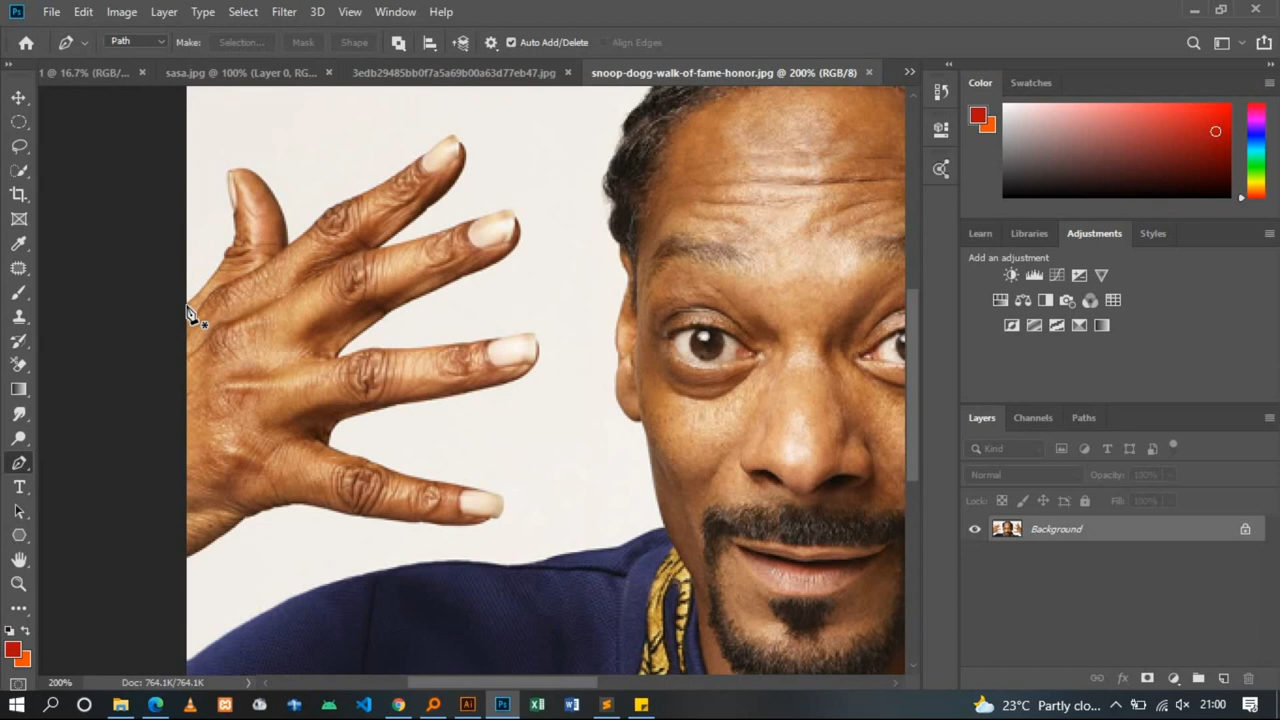 Ps File Edit Image Layer Type Select Filter 3D View Window Help
Path Make: Selection... Mask Shape Auto Add/Delete Align Edges
1 @ 16.7% (RGB/... sasa.jpg @ 100% (Layer 0, RG... 3edb29485bb0f7a5a69b00a63d77eb47.jpg snoop-dogg-walk-of-fame-honor.jpg @ 200% (RGB/8)
Color Swatches
Learn Libraries Adjustments Styles
Add an adjustment
Layers Channels Paths
Kind
Normal Opacity: 100%
Lock: Fill: 100%
Background
200% Doc: 764.1K/764.1K
Ai Ps 23°C Partly clo... 21:00